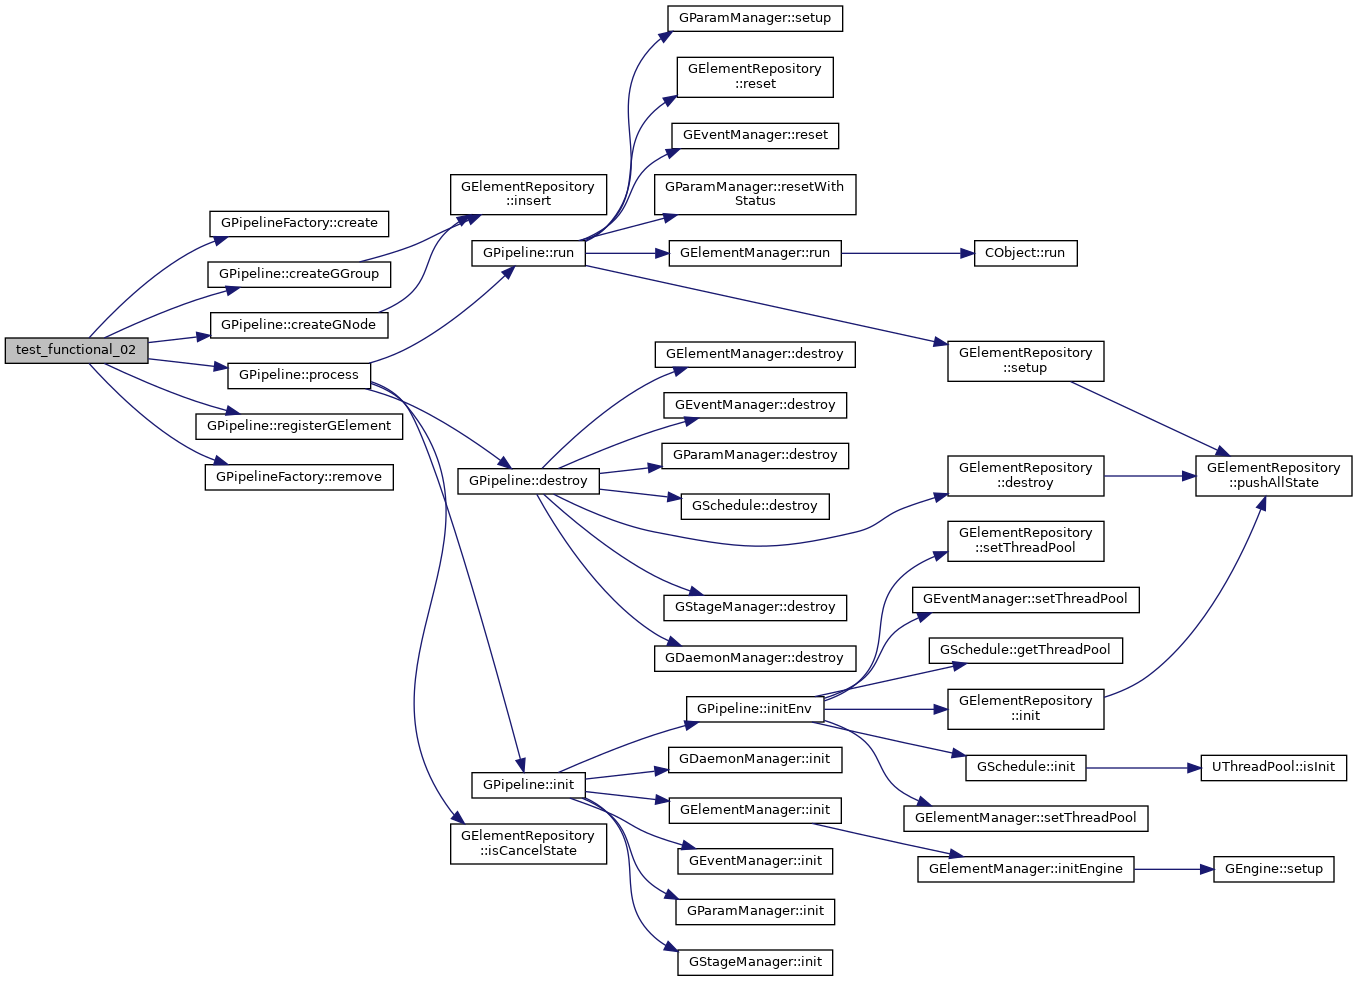 GParamManager::setup
GElementRepository
::reset
GEventManager::reset
GElementRepository
::insert
GParamManager::resetWith
Status
GPipelineFactory::create
GPipeline::run
GElementManager::run
CObject::run
GPipeline::createGGroup
GPipeline::createGNode
test_functional_02
GElementManager::destroy
GElementRepository
::setup
GPipeline::process
GEventManager::destroy
GPipeline::registerGElement
GParamManager::destroy
GPipelineFactory::remove
GPipeline::destroy
GElementRepository
::destroy
GElementRepository
::pushAllState
GSchedule::destroy
GElementRepository
::setThreadPool
GStageManager::destroy
GEventManager::setThreadPool
GDaemonManager::destroy
GSchedule::getThreadPool
GPipeline::initEnv
GElementRepository
::init
GDaemonManager::init
GSchedule::init
UThreadPool::isInit
GPipeline::init
GElementManager::init
GElementManager::setThreadPool
GElementRepository
::isCancelState
GEventManager::init
GElementManager::initEngine
GEngine::setup
GParamManager::init
GStageManager::init